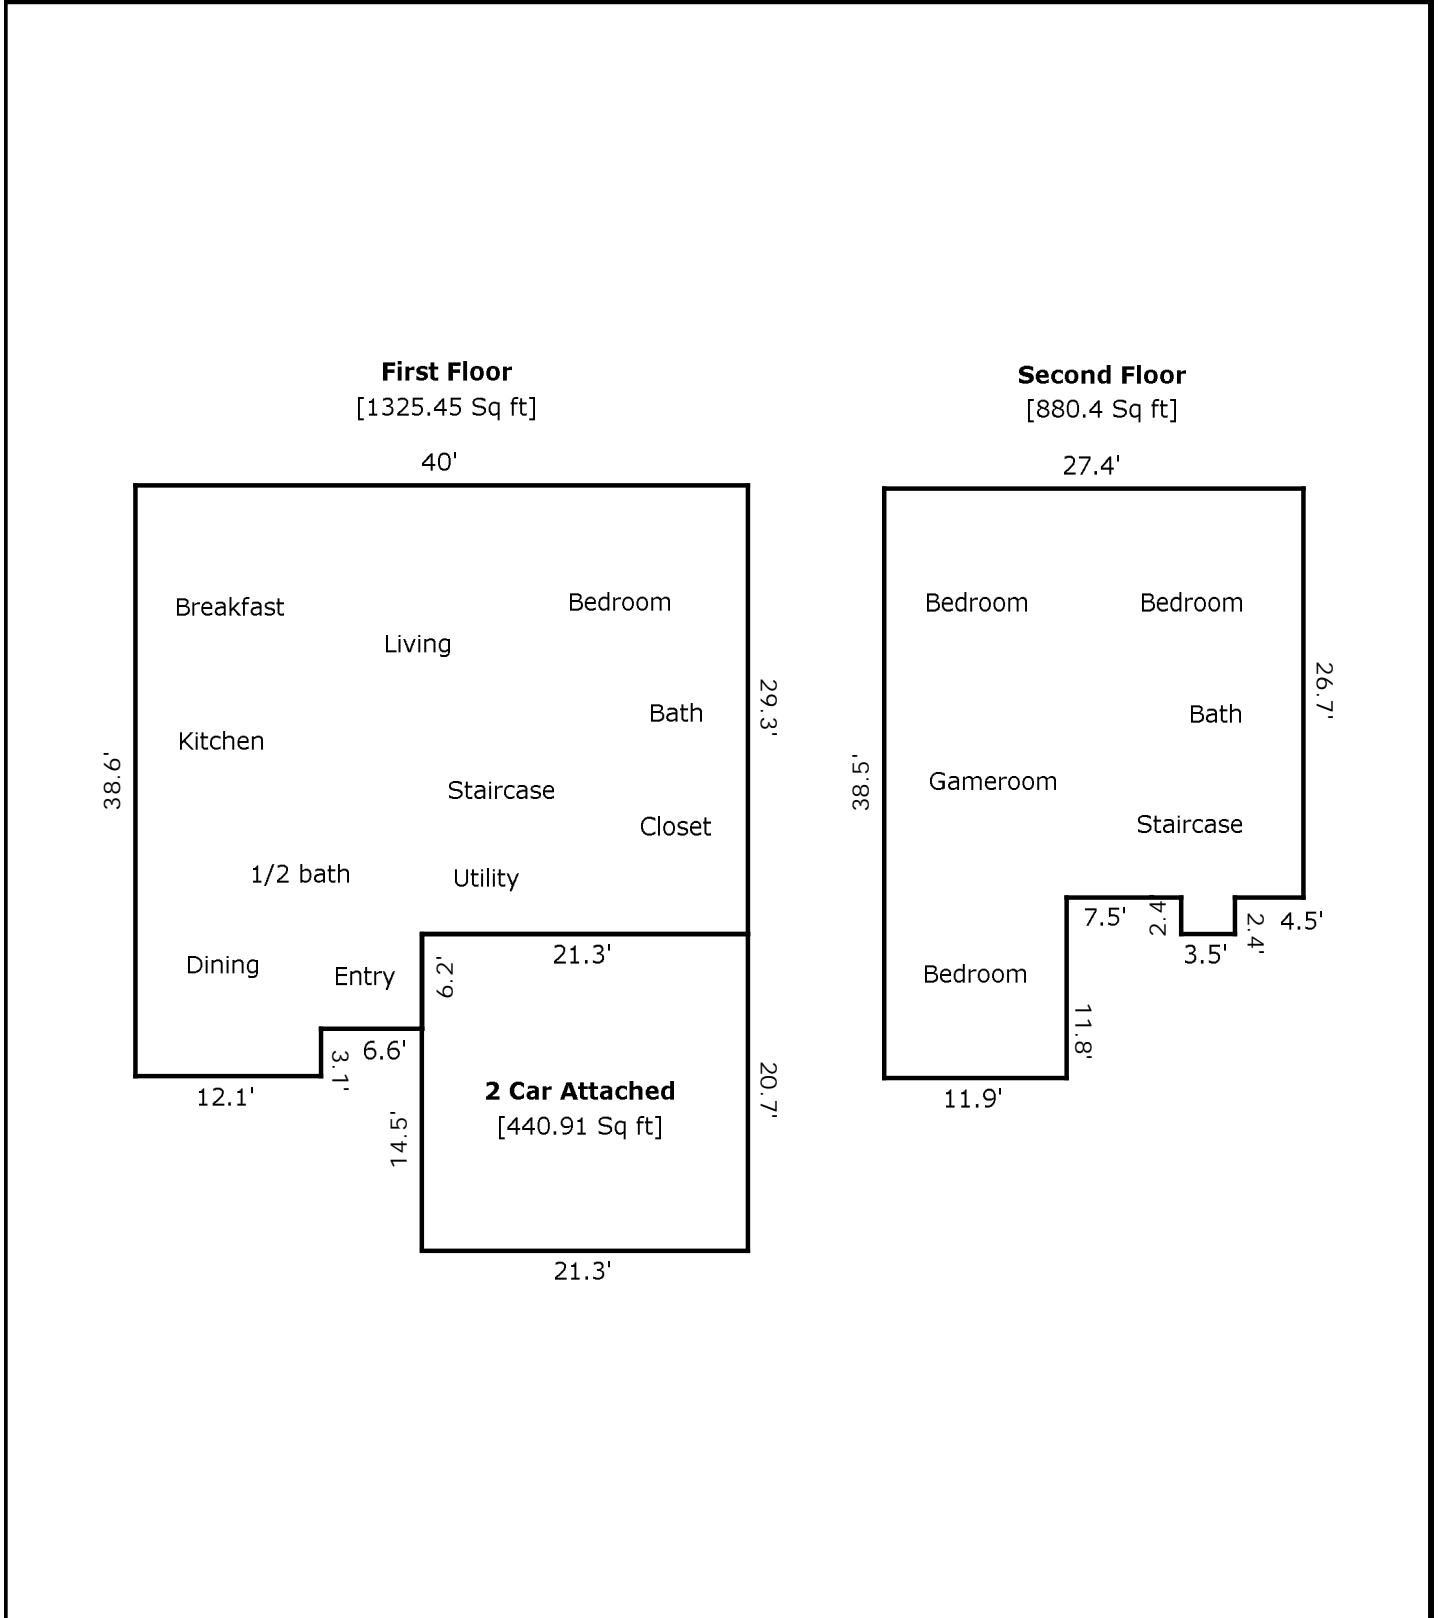 First Floor
[1325.45 Sq ft]
40'
Breakfast
Bedroom
Living
29.3'
Bath
Kitchen
38.6'
Staircase
Closet
1/2 bath
Utility
21.3'
Dining
Entry
6.2'
6.6'
3.1'
12.1'
2 Car Attached
[440.91 Sq ft]
20.7'
14.5'
21.3'
Second Floor
[880.4 Sq ft]
27.4'
Bedroom
Bedroom
26.7'
Bath
38.5'
Gameroom
Staircase
7.5'
2.4'
3.5'
2.4'
4.5'
Bedroom
11.8'
11.9'